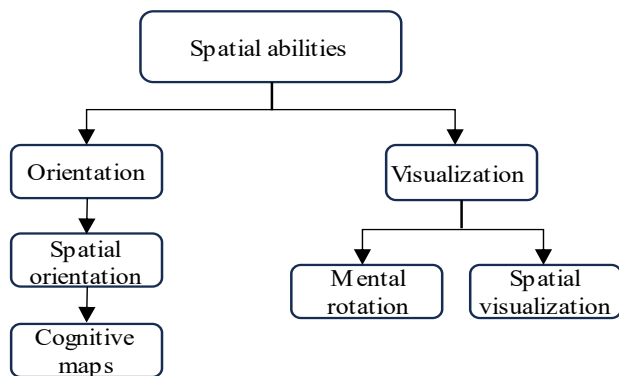 Spatial abilities
Orientation
Visualization
Spatial
orientation
Mental
rotation
Spatial
visualization
Cognitive
maps